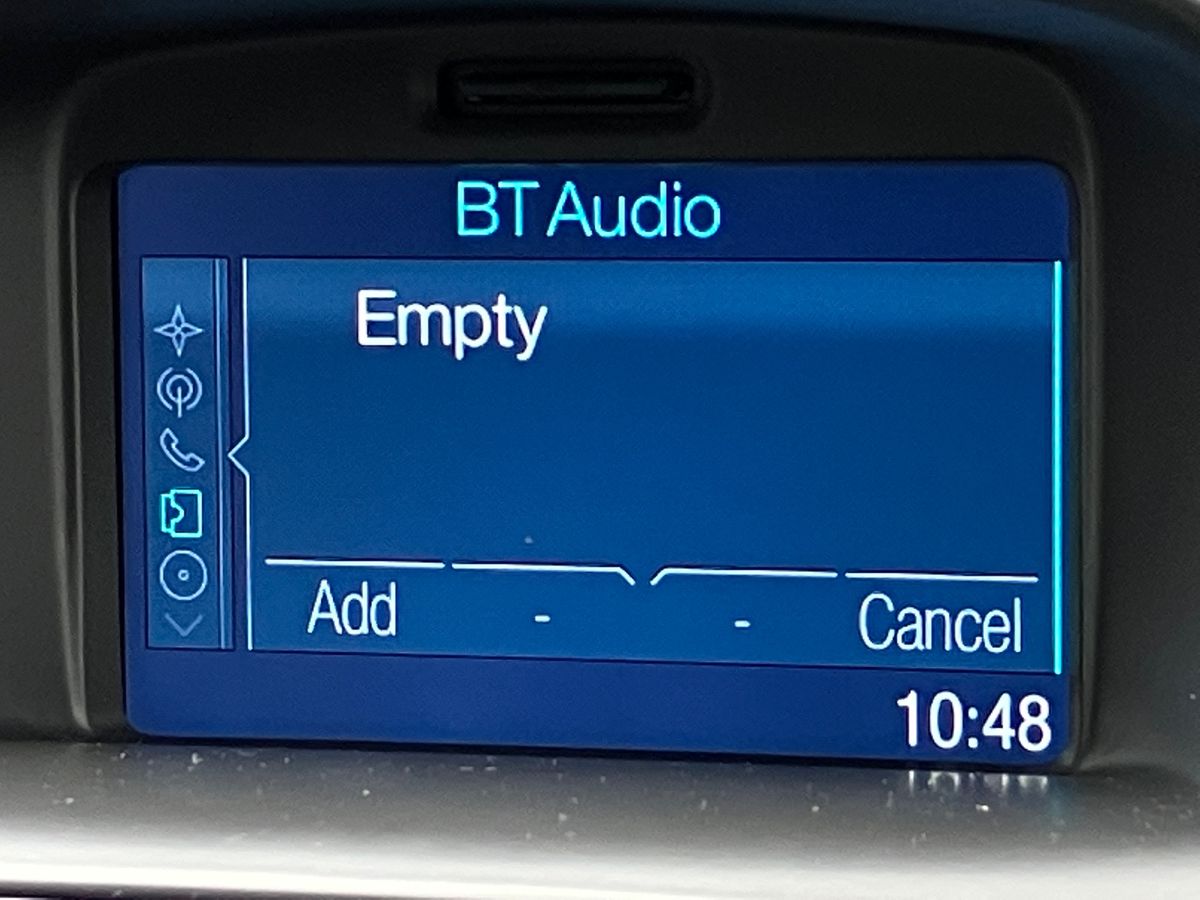 BT Audio
Empty
Add - - Cancel
10:48